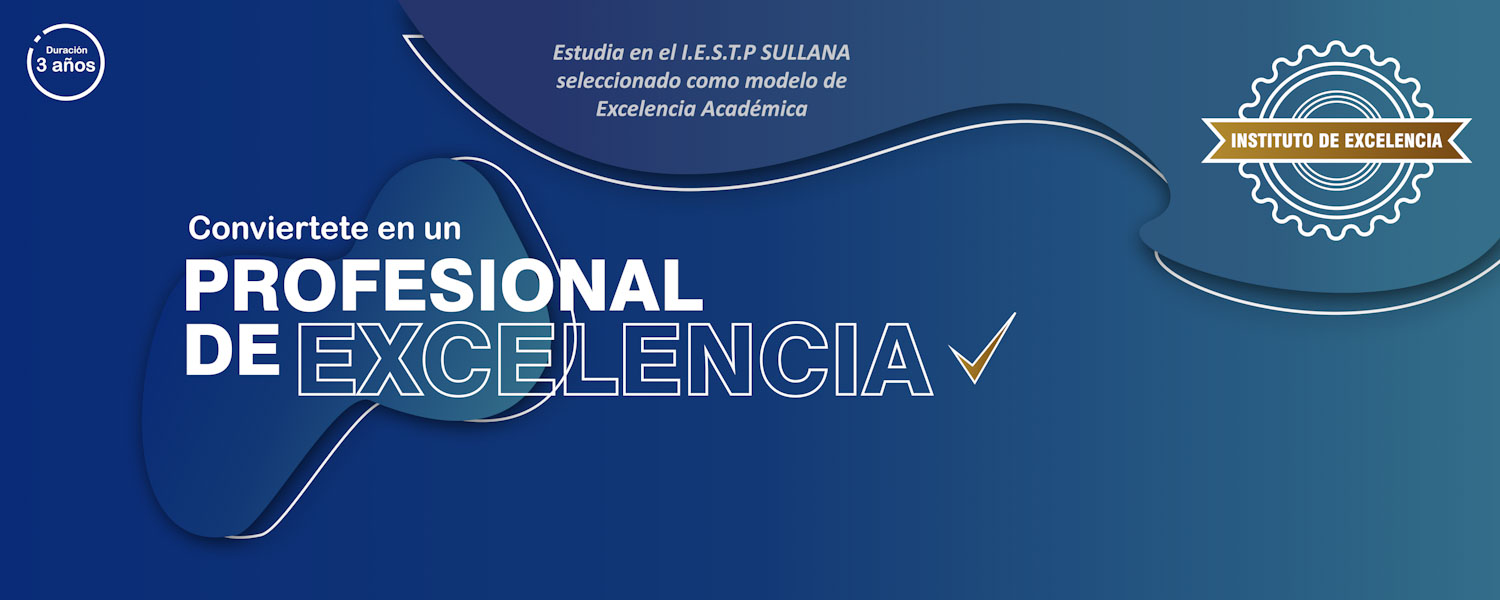 Duración
3 años
Estudia en el I.E.S.T.P SULLANA
seleccionado como modelo de
Excelencia Académica
INSTITUTO DE EXCELENCIA
Conviertete en un
PROFESIONAL
DE EXCELENCIA